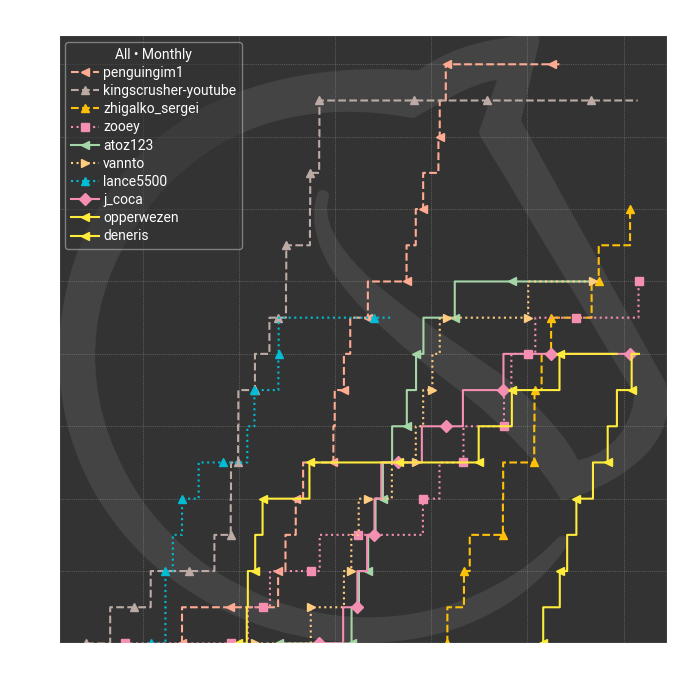 All • Monthly
penguingim1
kingscrusher-youtube
zhigalko_sergei
zooey
atoz123
vannto
lance5500
j_coca
opperwezen
deneris